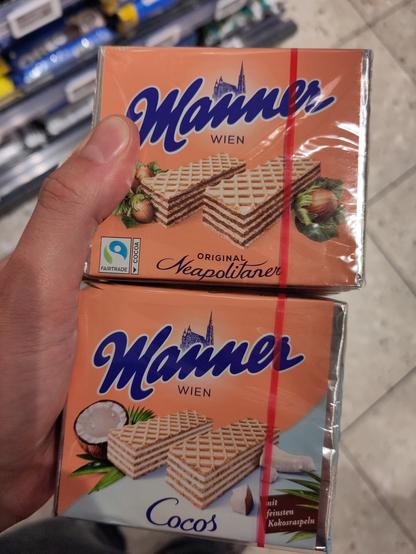 Manner
WIEN
ORIGINAL
Neapolitaner
FAIRTRADE
COCOA
Manner
WIEN
Cocos
mit
feinsten
Kokosraspeln